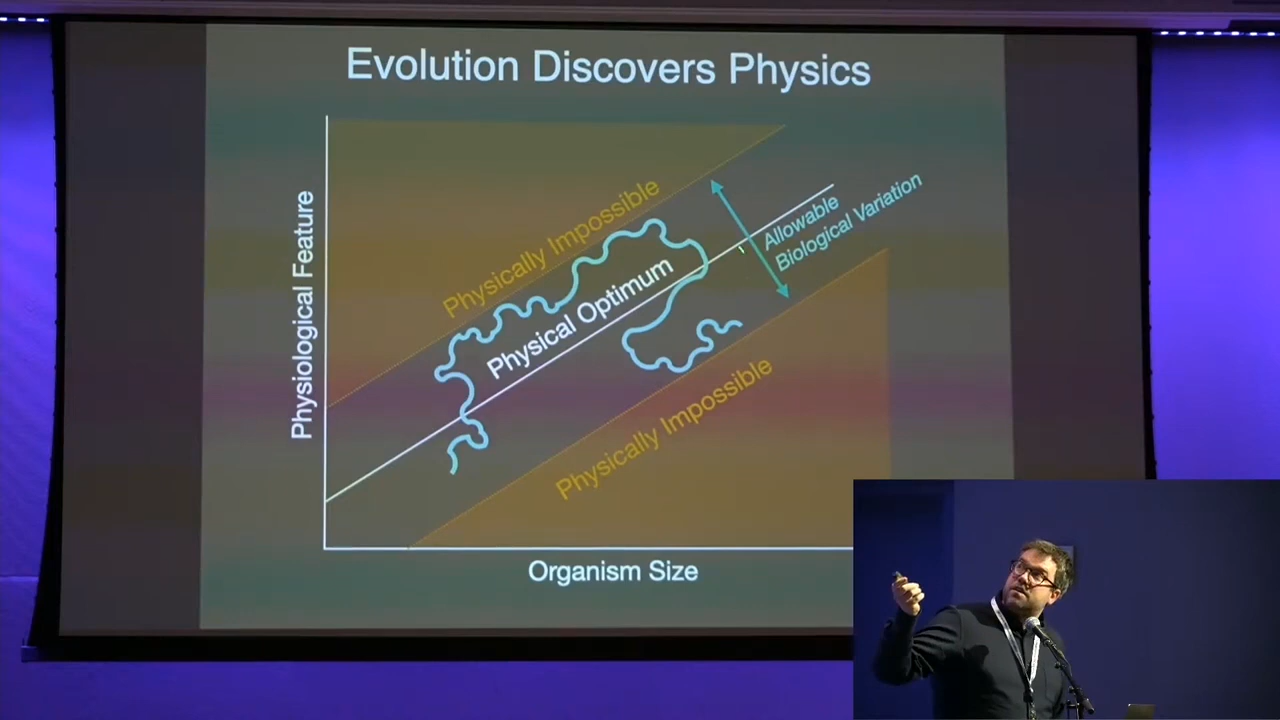 Evolution Discovers Physics
Physiological Feature
Physically Impossible
Physical Optimum
Allowable
Biological Variation
Physically Impossible
Organism Size